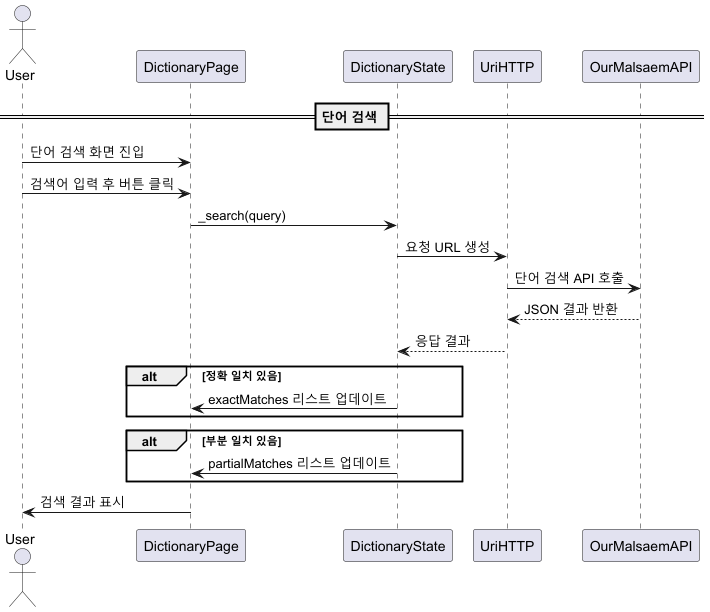 User
DictionaryPage
DictionaryState
UriHTTP
OurMalsaemAPI
단어 검색
단어 검색 화면 진입
검색어 입력 후 버튼 클릭
_search(query)
요청 URL 생성
단어 검색 API 호출
JSON 결과 반환
응답 결과
alt [정확 일치 있음]
exactMatches 리스트 업데이트
alt [부분 일치 있음]
partialMatches 리스트 업데이트
검색 결과 표시
User
DictionaryPage
DictionaryState
UriHTTP
OurMalsaemAPI